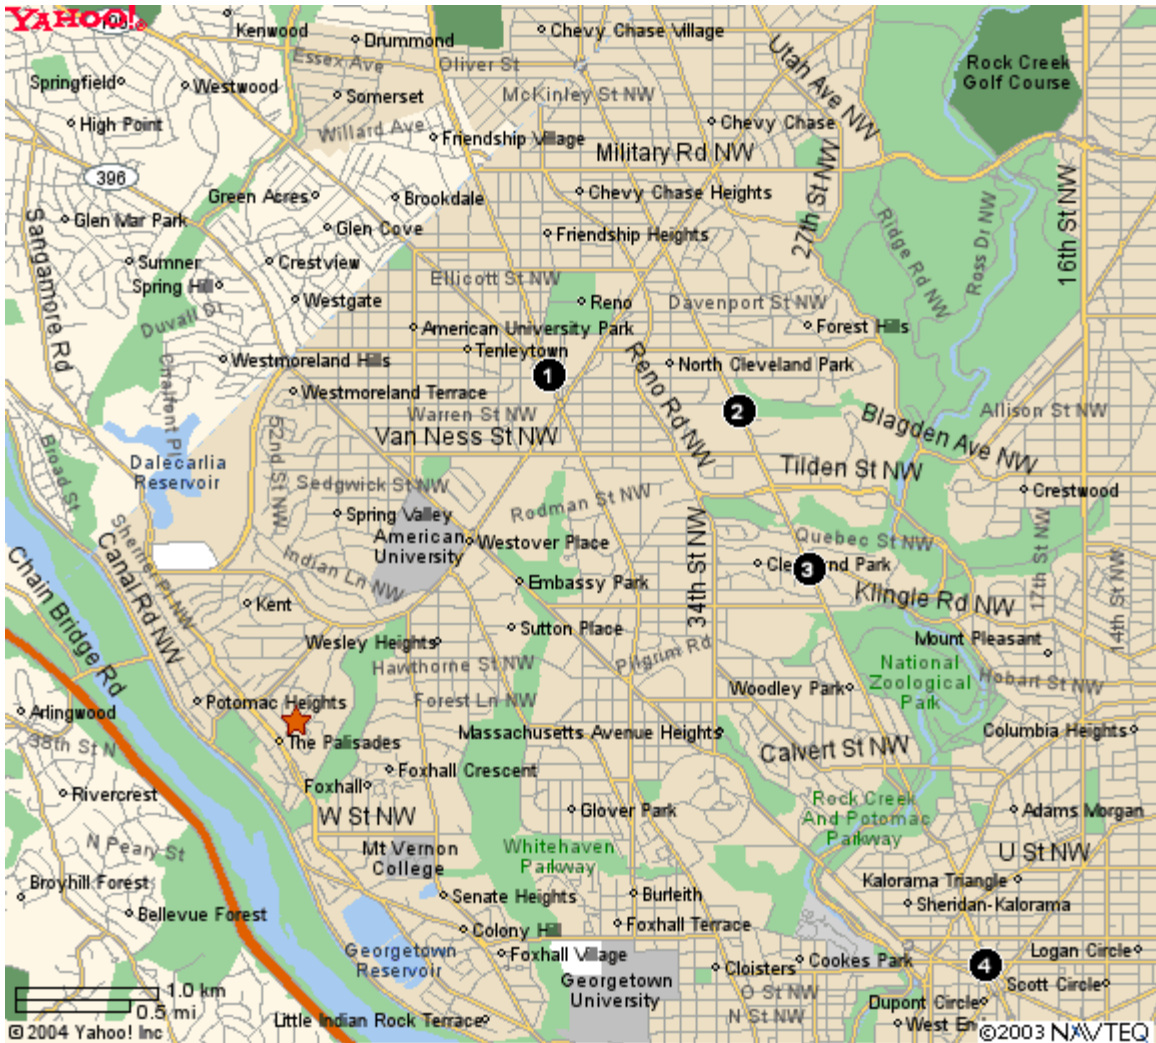 YAHOO!
Kenwood
Drummond
Chevy Chase Village
Utah Ave NW
Essex Ave
Oliver St
Rock Creek
Golf Course
Springfield
Westwood
Somerset
McKinley St NW
High Point
Willard Ave
Friendship Village
Chevy Chase
Military Rd NW
27th St NW
16th St NW
396
Green Acres
Brookdale
Chevy Chase Heights
Sangamore Rd
Glen Mar Park
Glen Cove
Friendship Heights
Ridge Rd NW
Ross Dr NW
Sumner
Crestview
Spring Hill
Ellicott St NW
Westgate
Reno
Davenport St NW
Duvall Dr
American University Park
Forest Hills
Westmoreland Hills
Tenleytown
Reno Rd NW
North Cleveland Park
Chalfont Pl
1
Westmoreland Terrace
2
Warren St NW
Blagden Ave NW
Allison St NW
52nd St NW
Van Ness St NW
Broad St
Dalecarlia
Reservoir
Tilden St NW
Sedgwick St NW
Rodman St NW
Crestwood
Spring Valley
American
University
Westover Place
34th St NW
Quebec St NW
17th St NW
14th St NW
Chain Bridge Rd
Canal Rd NW
Sherrier Pl NW
Indian Ln NW
Embassy Park
3
Klingle Rd NW
Kent
Sutton Place
Wesley Heights
Mount Pleasant
Hawthorne St NW
Pilgrim Rd
National
Zoological
Park
Hobart St NW
Potomac Heights
Forest Ln NW
Woodley Park
Arlingwood
38th St N
The Palisades
Massachusetts Avenue Heights
Calvert St NW
Columbia Heights
Foxhall Crescent
Foxhall
Rivercrest
W St NW
Glover Park
Rock Creek
And Potomac
Parkway
Adams Morgan
N Peary St
Mt Vernon
College
Whitehaven
Parkway
U St NW
Broyhill Forest
Senate Heights
Burleith
Kalorama Triangle
Sheridan-Kalorama
Bellevue Forest
Colony Hill
Foxhall Terrace
Georgetown
Reservoir
Foxhall Village
Georgetown
University
Cloisters
Cookes Park
4
Logan Circle
Scott Circle
O St NW
Dupont Circle
N St NW
1.0 km
0.5 mi
Little Indian Rock Terrace
© 2004 Yahoo! Inc
©2003 NAVTEQ